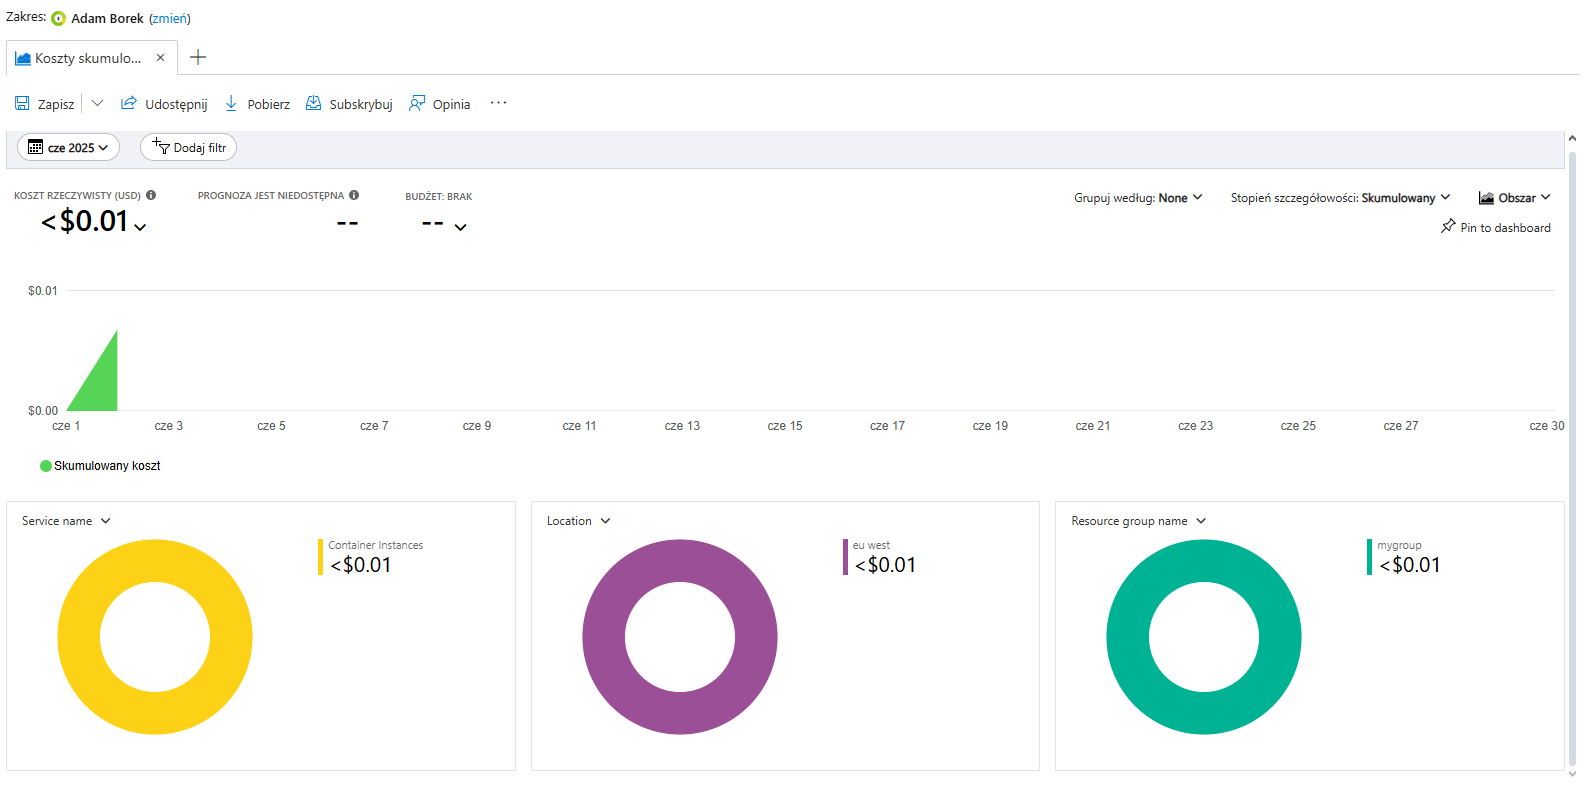 Zakres: Adam Borek (zmień)
Koszty skumulo...
Zapisz Udostępnij Pobierz Subskrybuj Opinia ...
cze 2025 Dodaj filtr
KOSZT RZECZYWISTY (USD) PROGNOZA JEST NIEDOSTĘPNA BUDŻET: BRAK
<$0.01 -- --
Grupuj według: None Stopień szczegółowości: Skumulowany Obszar
Pin to dashboard
$0.01
$0.00
cze 1 cze 3 cze 5 cze 7 cze 9 cze 11 cze 13 cze 15 cze 17 cze 19 cze 21 cze 23 cze 25 cze 27 cze 30
Skumulowany koszt
Service name
Container Instances
<$0.01
Location
eu west
<$0.01
Resource group name
mygroup
<$0.01